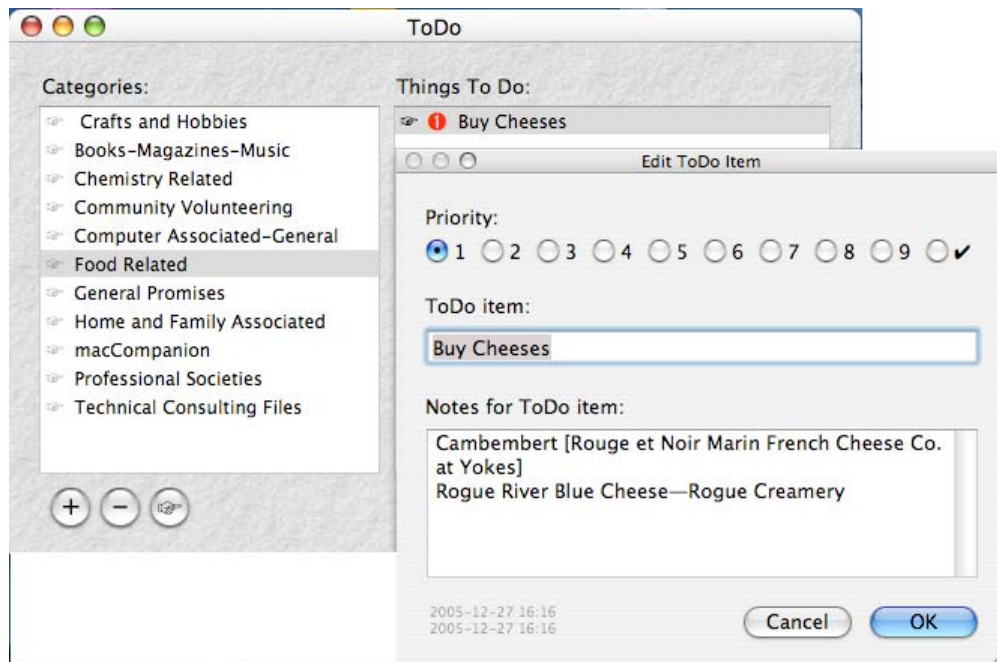 ToDo
Categories:
Crafts and Hobbies
Books-Magazines-Music
Chemistry Related
Community Volunteering
Computer Associated-General
Food Related
General Promises
Home and Family Associated
macCompanion
Professional Societies
Technical Consulting Files
Things To Do:
1 Buy Cheeses
Edit ToDo Item
Priority:
1 2 3 4 5 6 7 8 9 ✔
ToDo item:
Buy Cheeses
Notes for ToDo item:
Cambembert [Rouge et Noir Marin French Cheese Co.
at Yokes]
Rogue River Blue Cheese—Rogue Creamery
2005-12-27 16:16
2005-12-27 16:16
Cancel OK